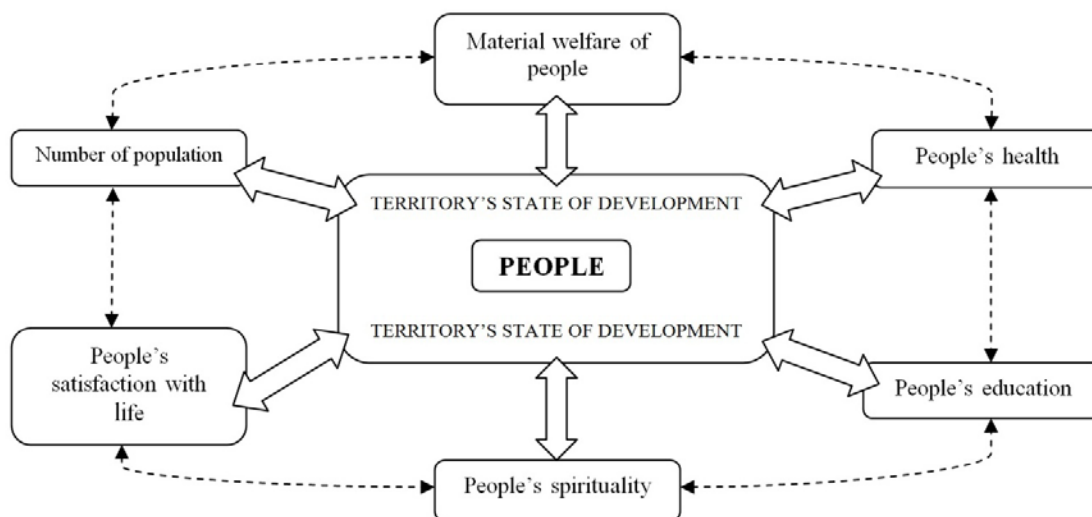 Material welfare of
people
Number of population
People's health
TERRITORY'S STATE OF DEVELOPMENT
PEOPLE
TERRITORY'S STATE OF DEVELOPMENT
People's
satisfaction with
life
People's education
People's spirituality